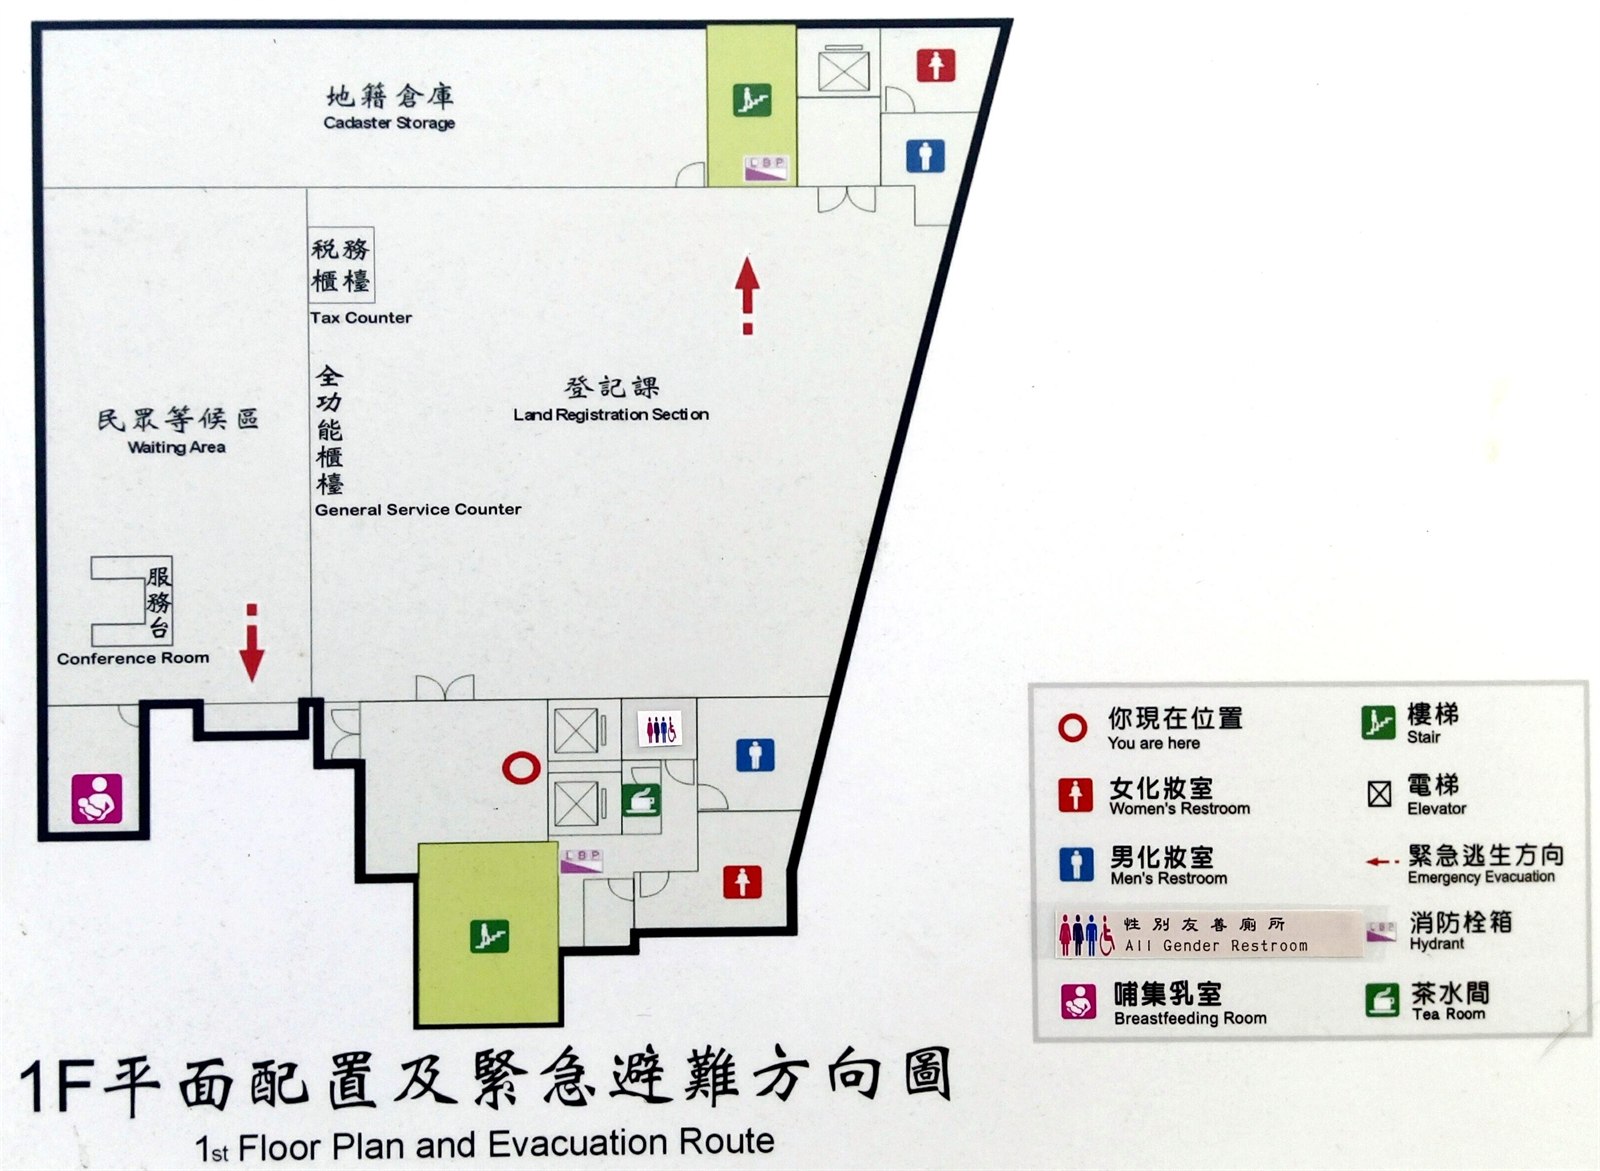 地籍倉庫
Cadaster Storage
LBP
稅務
櫃檯
Tax Counter
全功能櫃檯
General Service Counter
登記課
Land Registration Section
民眾等候區
Waiting Area
服務台
Conference Room
LBP
你現在位置
You are here
女化妝室
Women's Restroom
男化妝室
Men's Restroom
性別友善廁所
All Gender Restroom
哺集乳室
Breastfeeding Room
樓梯
Stair
電梯
Elevator
緊急逃生方向
Emergency Evacuation
LBP
消防栓箱
Hydrant
茶水間
Tea Room
1F平面配置及緊急避難方向圖
1st Floor Plan and Evacuation Route